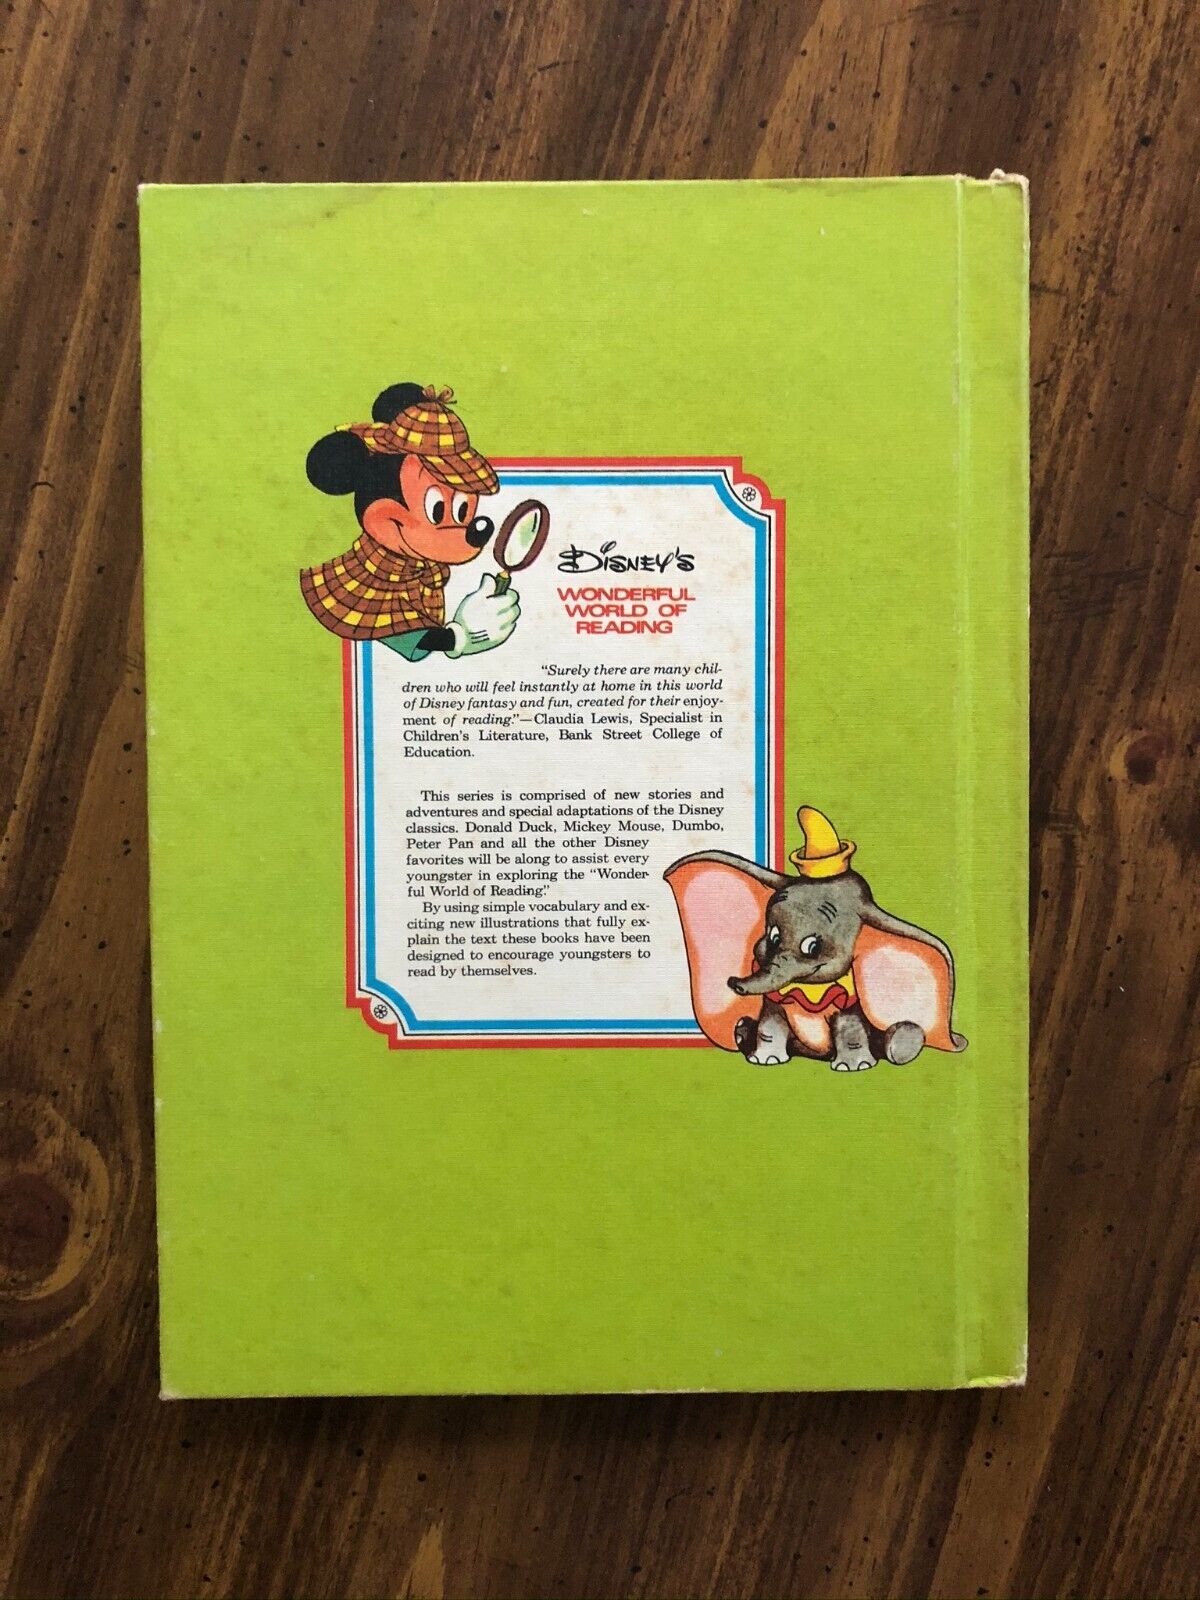 DISNEY'S
WONDERFUL
WORLD OF
READING
"Surely there are many chil-
dren who will feel instantly at home in this world
of Disney fantasy and fun, created for their enjoy-
ment of reading."—Claudia Lewis, Specialist in
Children's Literature, Bank Street College of
Education.
This series is comprised of new stories and
adventures and special adaptations of the Disney
classics. Donald Duck, Mickey Mouse, Dumbo,
Peter Pan and all the other Disney
favorites will be along to assist every
youngster in exploring the "Wonder-
ful World of Reading."
By using simple vocabulary and ex-
citing new illustrations that fully ex-
plain the text these books have been
designed to encourage youngsters to
read by themselves.